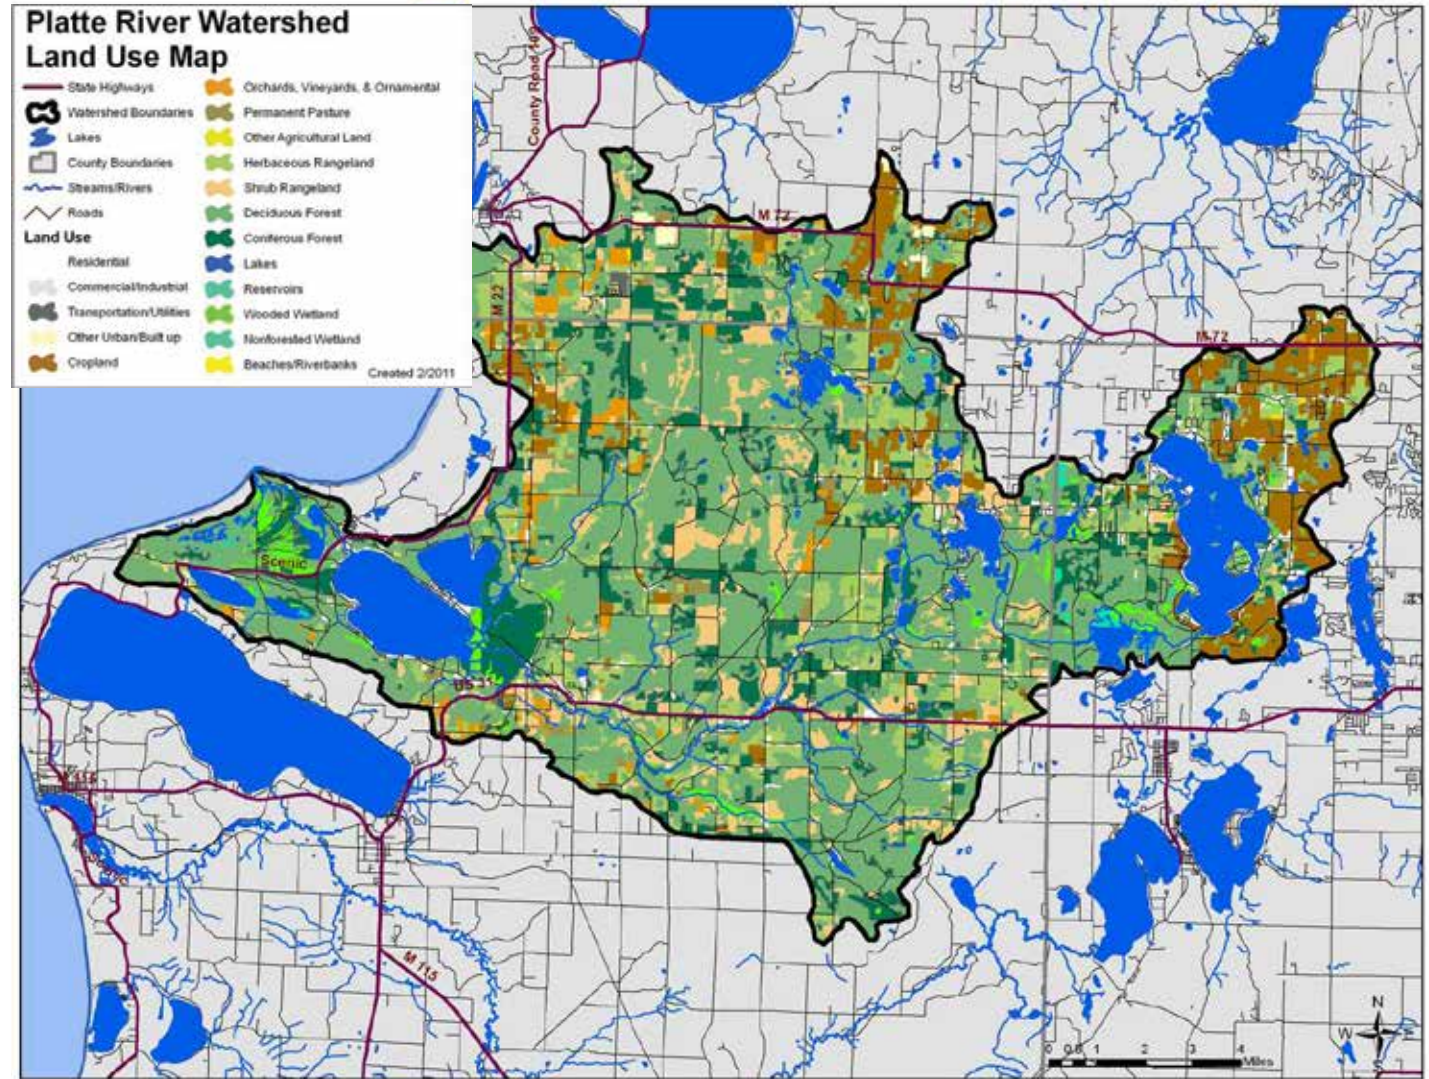 Platte River Watershed
Land Use Map
State Highways
Watershed Boundaries
Lakes
County Boundaries
Streams/Rivers
Roads
Land Use
Residential
Commercial/Industrial
Transportation/Utilities
Other Urban/Built up
Cropland
Orchards, Vineyards, & Ornamental
Permanent Pasture
Other Agricultural Land
Herbaceous Rangeland
Shrub Rangeland
Deciduous Forest
Coniferous Forest
Lakes
Reservoirs
Wooded Wetland
Nonforested Wetland
Beaches/Riverbanks
Created 2/2011
County Road
M 72
M 22
M-72
Scenic
US 31
M 115
N
W
E
S
0 0.5 1 2 3 4
Miles